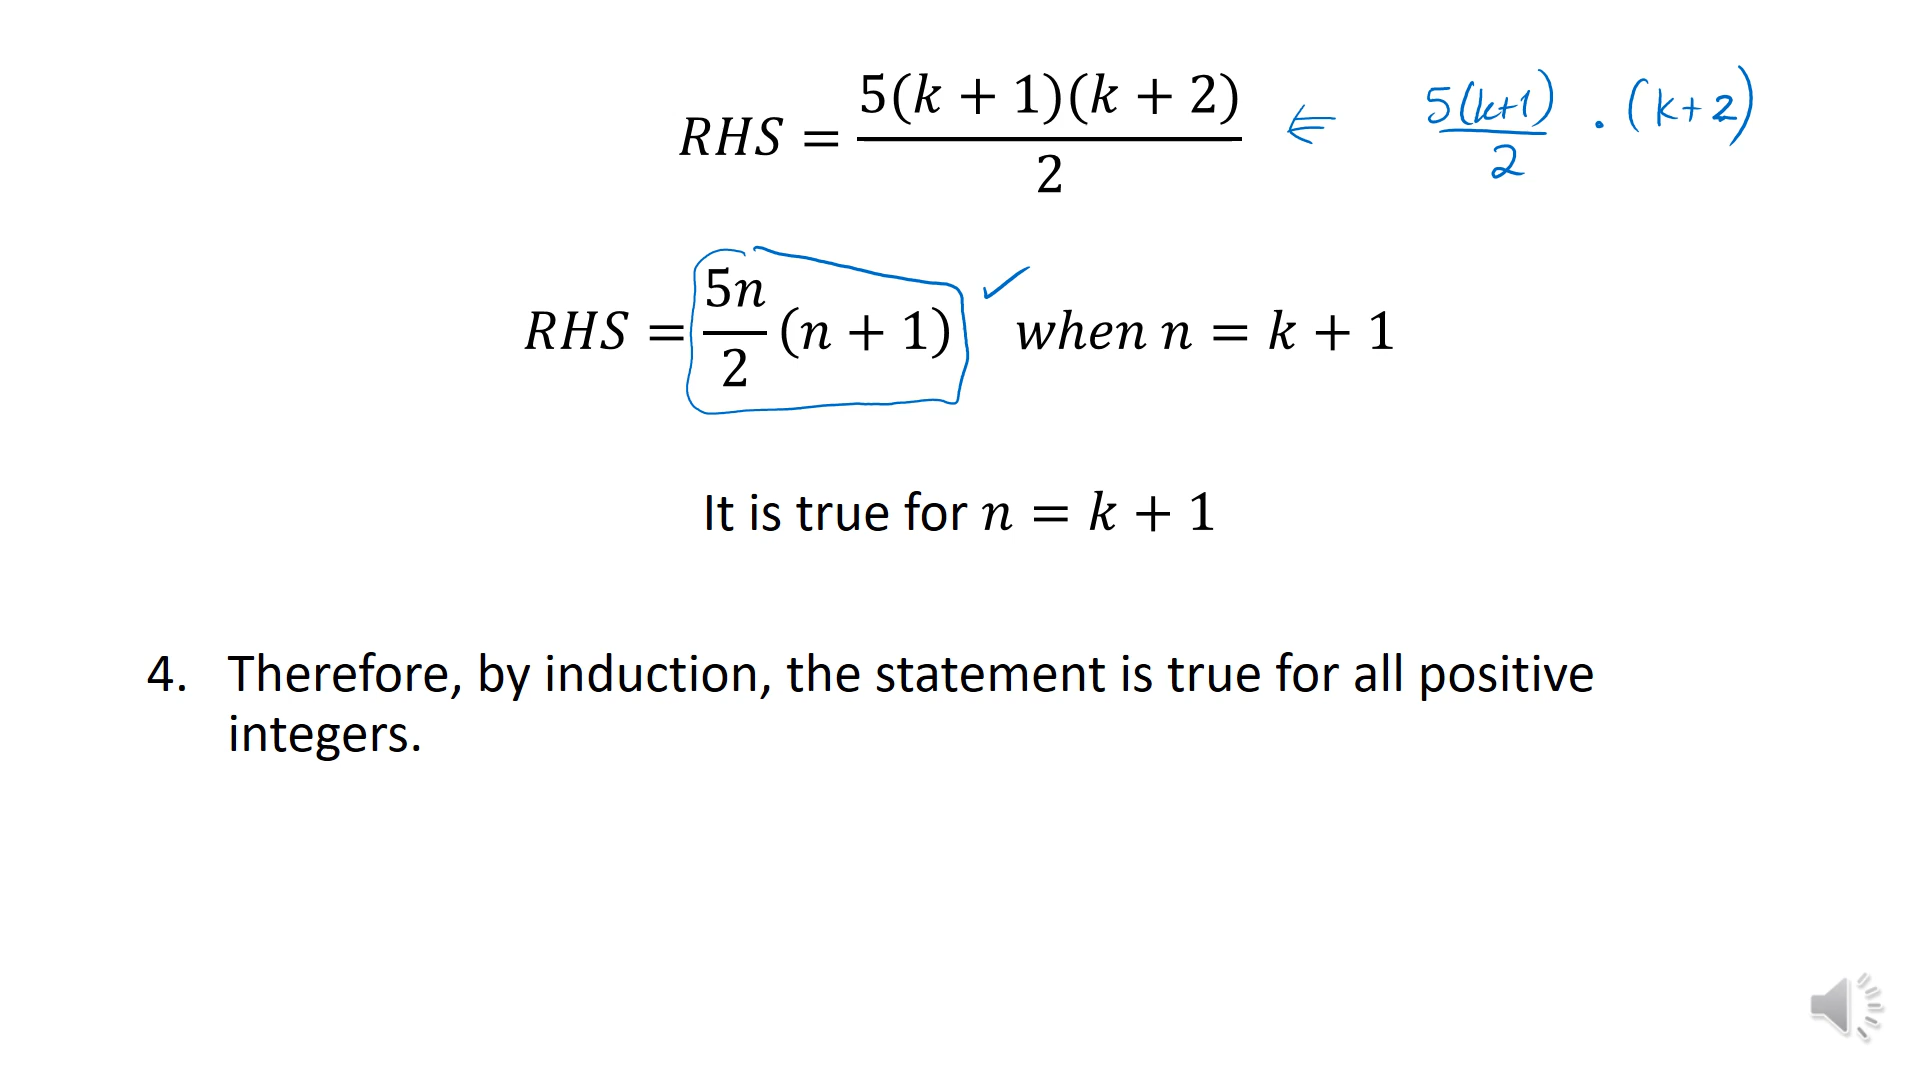 RHS = 5(k + 1)(k + 2) / 2 ⇐ 5(k+1) / 2 . (k+2)
RHS = 5n / 2 (n + 1) ✓ when n = k + 1
It is true for n = k + 1
4. Therefore, by induction, the statement is true for all positive
integers.